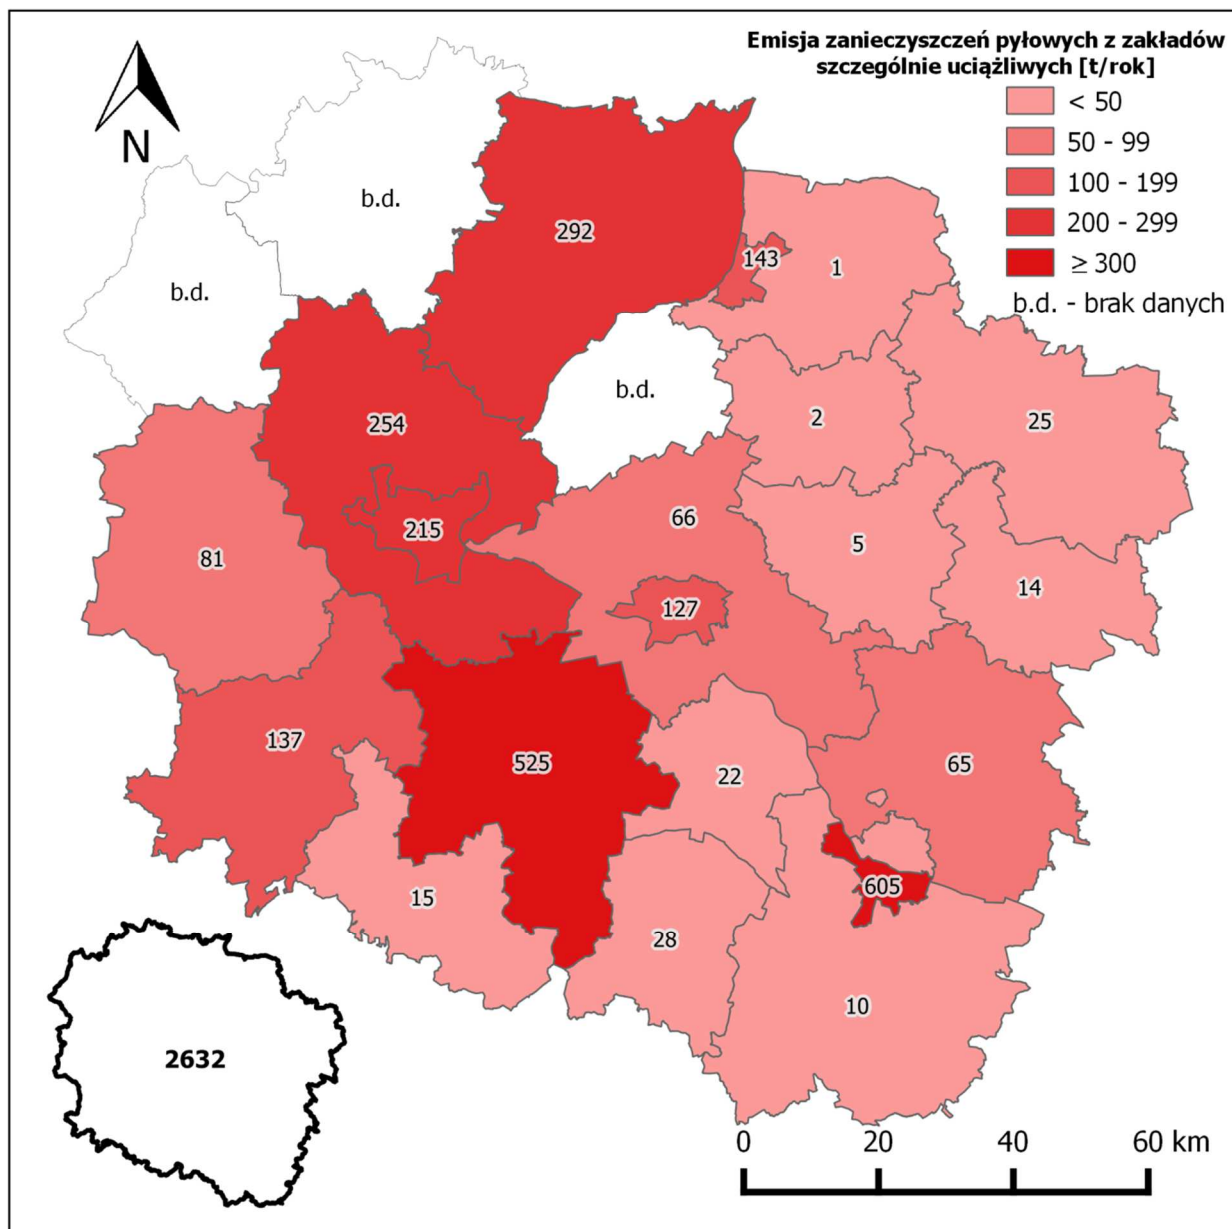 Emisja zanieczyszczeń pyłowych z zakładów
szczególnie uciążliwych [t/rok]
< 50
50 - 99
100 - 199
200 - 299
≥ 300
b.d. - brak danych
N
b.d.
292
143
1
b.d.
b.d.
254
2
25
215
66
5
81
14
127
137
525
22
65
605
15
28
10
2632
0 20 40 60 km